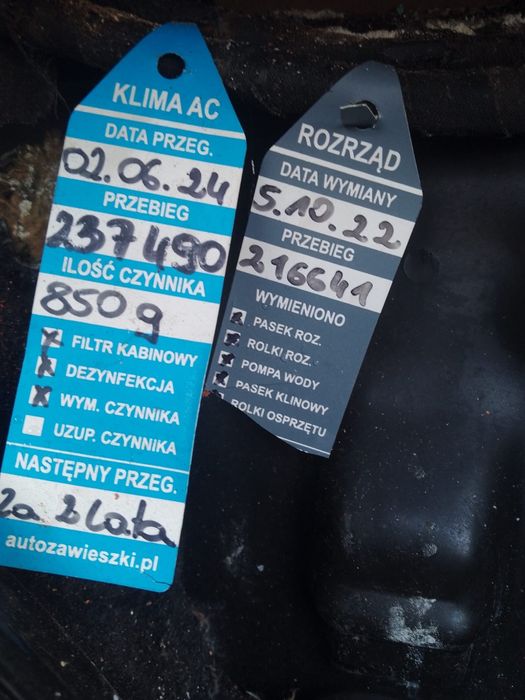 KLIMA AC
DATA PRZEG.
02.06.24
PRZEBIEG
237490
ILOŚĆ CZYNNIKA
850g
FILTR KABINOWY
DEZYNFEKCJA
WYM. CZYNNIKA
UZUP. CZYNNIKA
NASTĘPNY PRZEG.
Za 2 Lata
autozawieszki.pl
ROZRZĄD
DATA WYMIANY
5.10.22
PRZEBIEG
216641
WYMIENIONO
PASEK ROZ.
ROLKI ROZ.
POMPA WODY
PASEK KLINOWY
ROLKI OSPRZĘTU